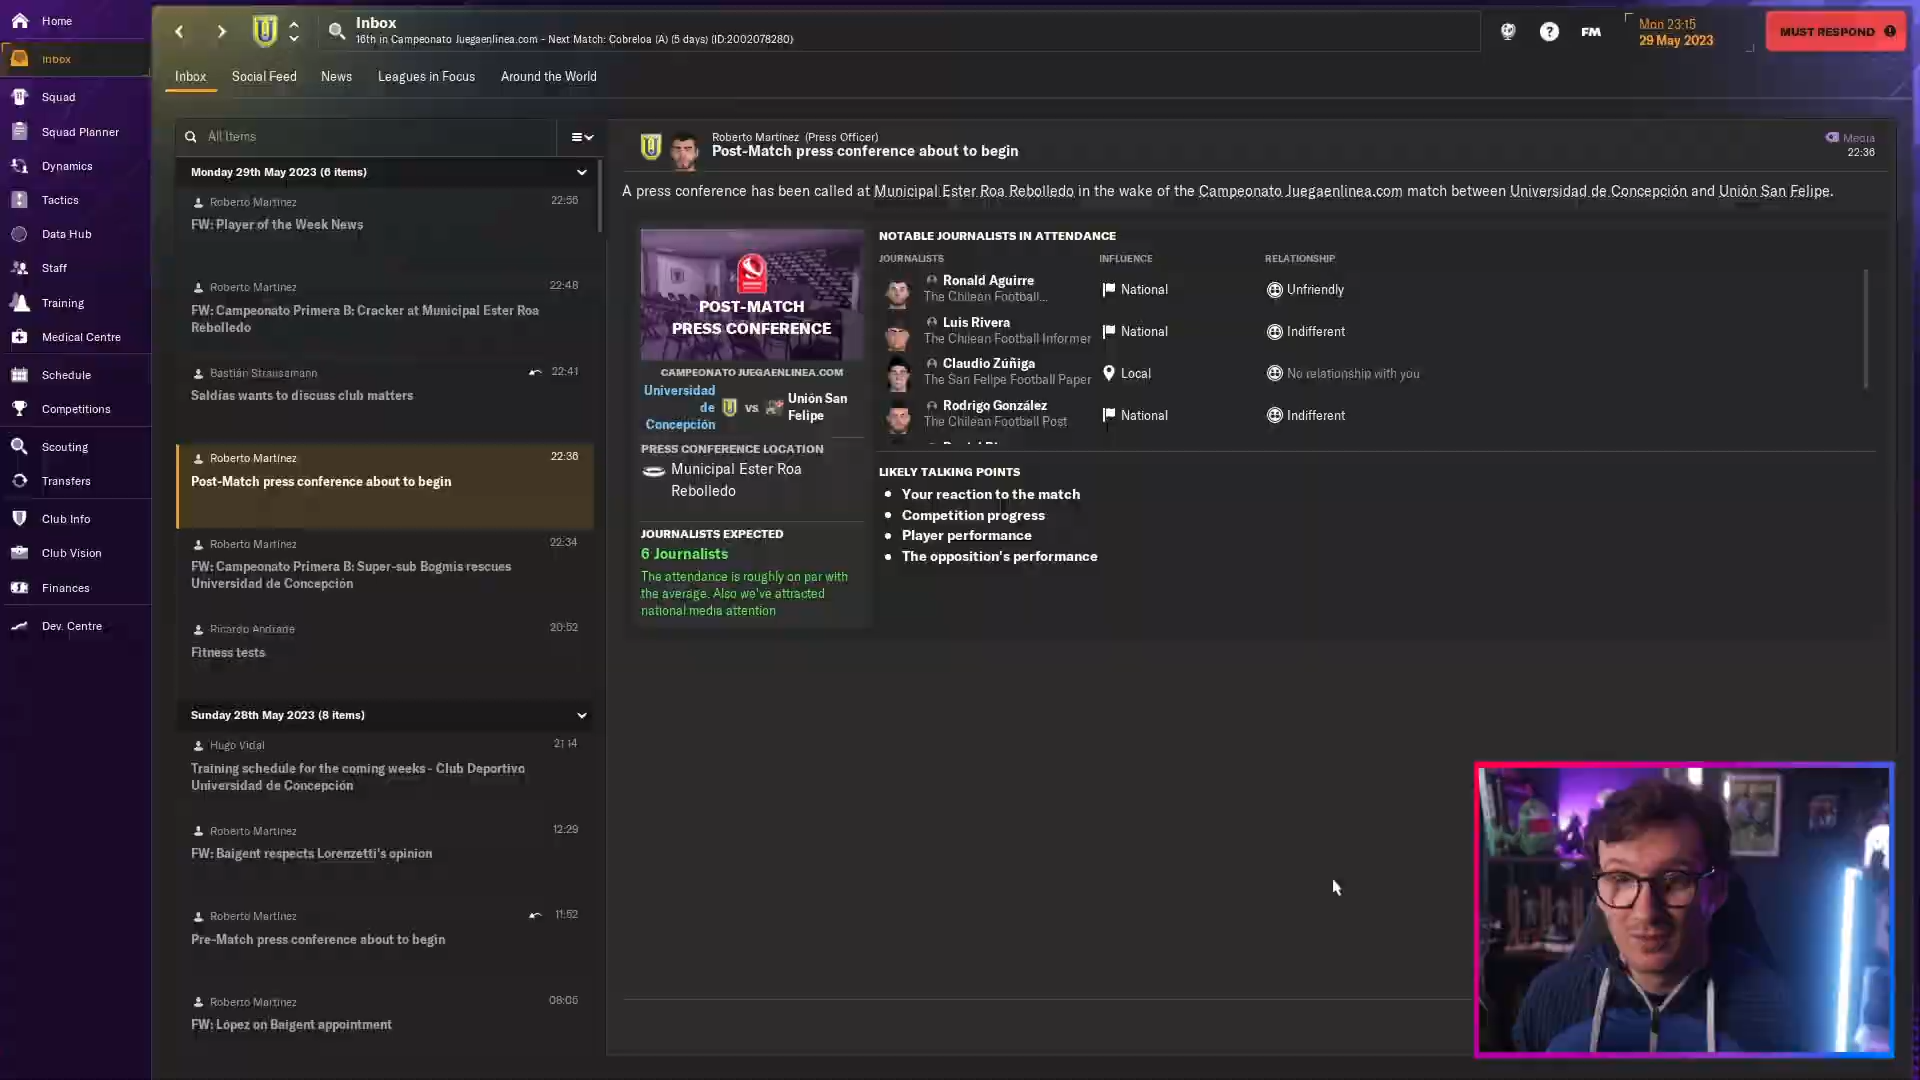 Home
Inbox
Squad
Squad Planner
Dynamics
Tactics
Data Hub
Staff
Training
Medical Centre
Schedule
Competitions
Scouting
Transfers
Club Info
Club Vision
Finances
Dev. Centre
Inbox
16th in Campeonato Juegaenlinea.com - Next Match: Cobreloa (A) (5 days) (ID:2002078280)
FM
Mon 23:15
29 May 2023
MUST RESPOND
Inbox Social Feed News Leagues in Focus Around the World
All Items
Monday 29th May 2023 (6 items)
Roberto Martínez 22:56
FW: Player of the Week News
Roberto Martínez 22:48
FW: Campeonato Primera B: Cracker at Municipal Ester Roa
Rebolledo
Bastián Straussmann 22:41
Saldías wants to discuss club matters
Roberto Martínez 22:36
Post-Match press conference about to begin
Roberto Martínez 22:34
FW: Campeonato Primera B: Super-sub Bogmis rescues
Universidad de Concepción
Ricardo Andrade 20:52
Fitness tests
Sunday 28th May 2023 (8 items)
Hugo Vidal 21:14
Training schedule for the coming weeks - Club Deportivo
Universidad de Concepción
Roberto Martínez 12:29
FW: Baigent respects Lorenzetti's opinion
Roberto Martínez 11:52
Pre-Match press conference about to begin
Roberto Martínez 08:05
FW: López on Baigent appointment
Roberto Martínez (Press Officer)
Post-Match press conference about to begin
Media
22:36
A press conference has been called at Municipal Ester Roa Rebolledo in the wake of the Campeonato Juegaenlinea.com match between Universidad de Concepción and Unión San Felipe.
POST-MATCH
PRESS CONFERENCE
CAMPEONATO JUEGAENLINEA.COM
Universidad
de
Concepción
vs
Unión San
Felipe
PRESS CONFERENCE LOCATION
Municipal Ester Roa
Rebolledo
JOURNALISTS EXPECTED
6 Journalists
The attendance is roughly on par with
the average. Also we've attracted
national media attention
NOTABLE JOURNALISTS IN ATTENDANCE
JOURNALISTS INFLUENCE RELATIONSHIP
Ronald Aguirre
The Chilean Football...
National Unfriendly
Luis Rivera
The Chilean Football Informer
National Indifferent
Claudio Zúñiga
The San Felipe Football Paper
Local No relationship with you
Rodrigo González
The Chilean Football Post
National Indifferent
LIKELY TALKING POINTS
• Your reaction to the match
• Competition progress
• Player performance
• The opposition's performance